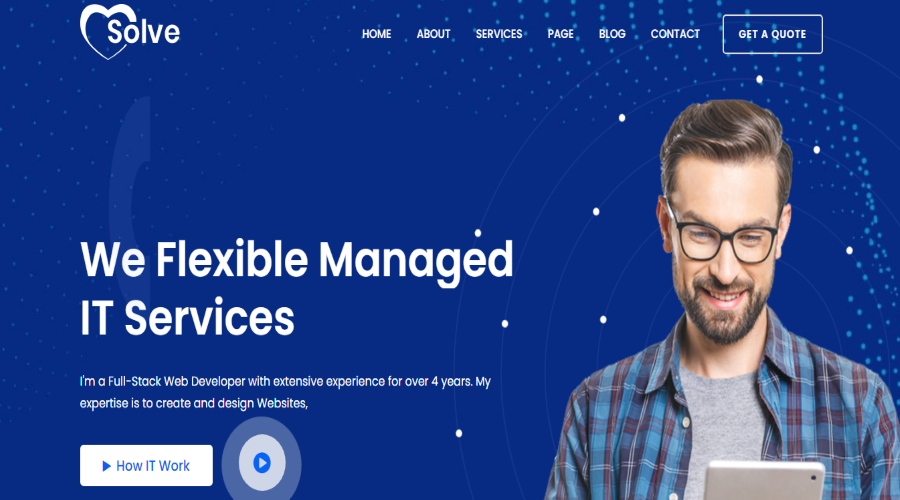 Solve
HOME ABOUT SERVICES PAGE BLOG CONTACT GET A QUOTE
We Flexible Managed
IT Services
I'm a Full-Stack Web Developer with extensive experience for over 4 years. My
expertise is to create and design Websites,
How IT Work